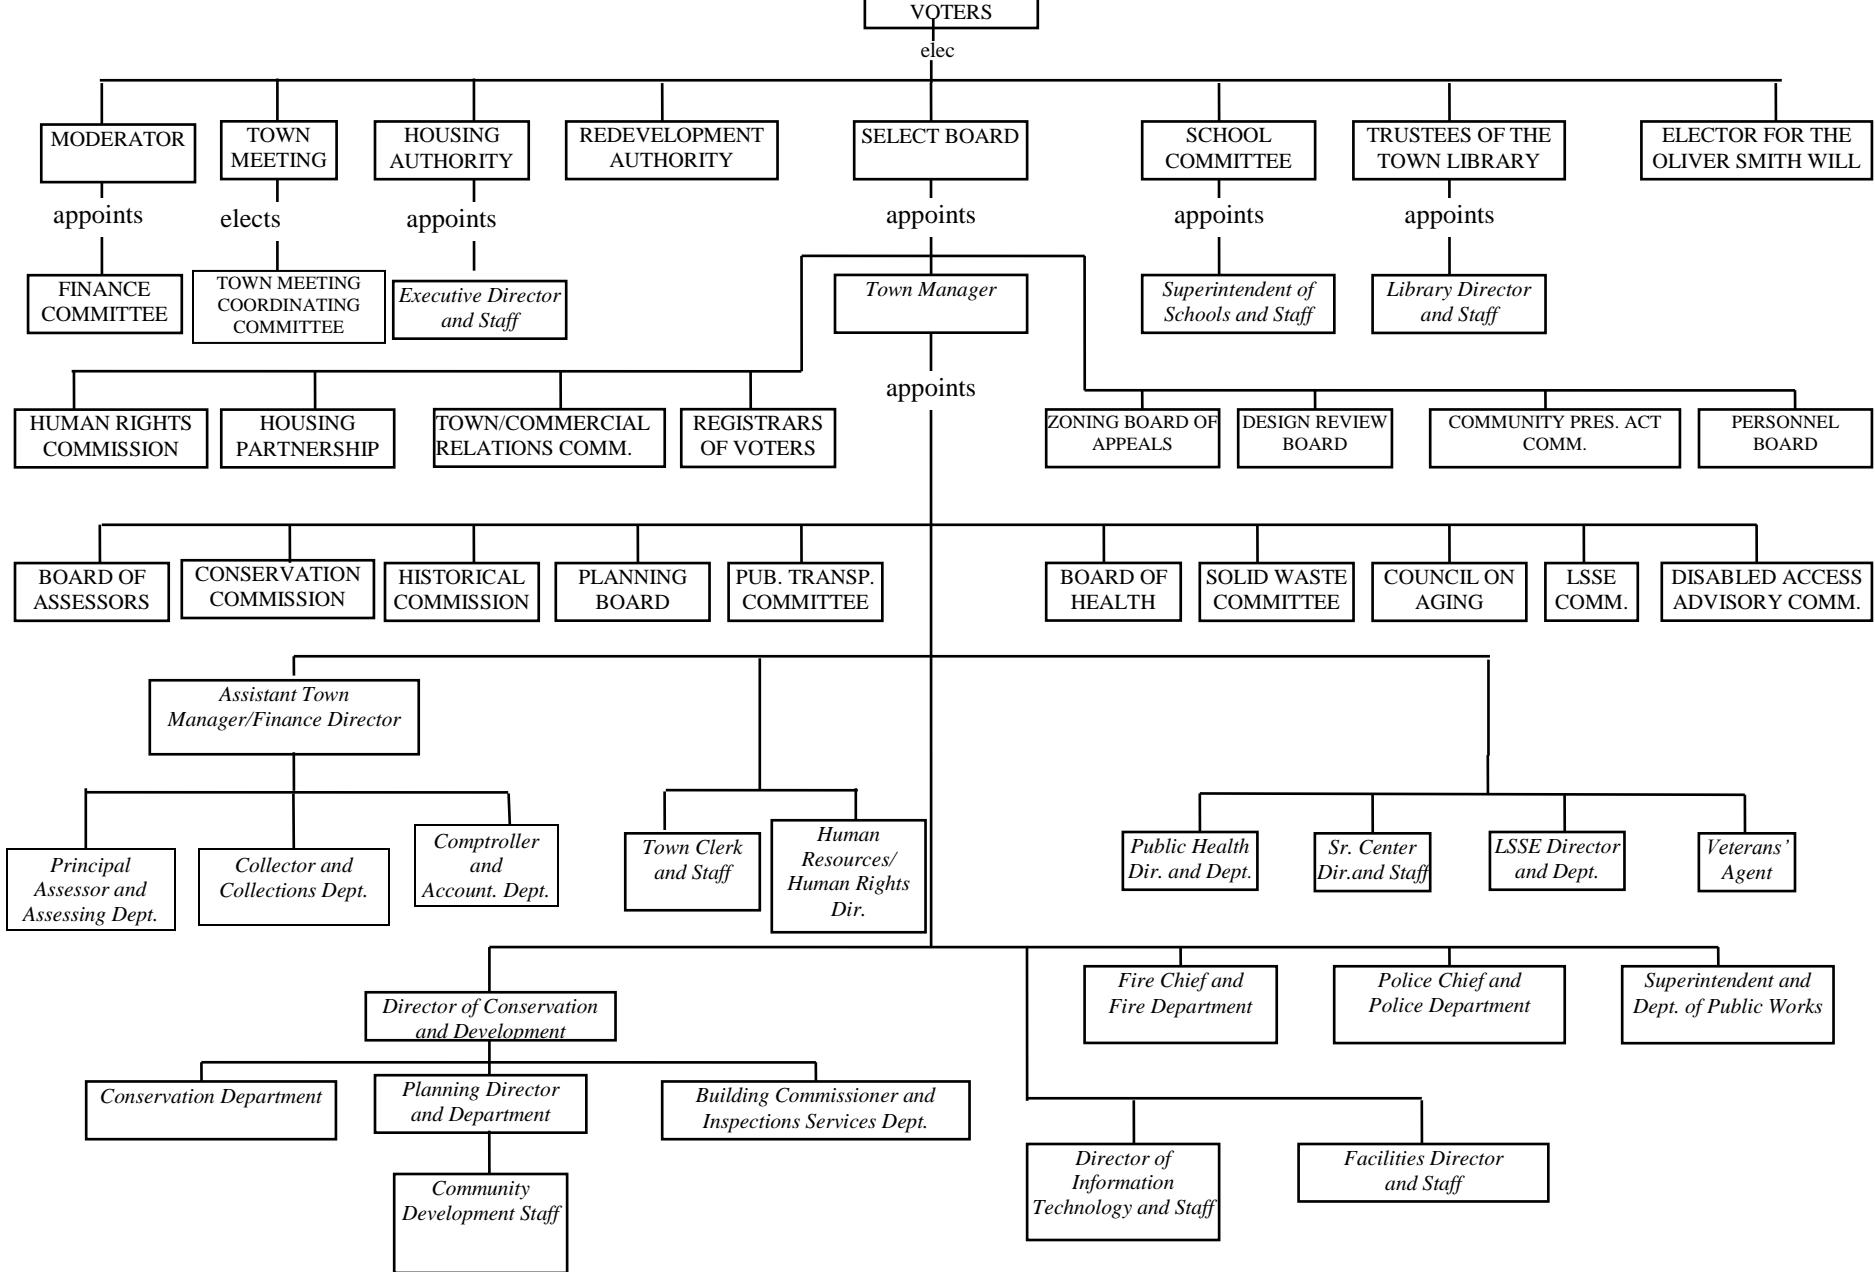 VOTERS
elec
MODERATOR
TOWN
MEETING
HOUSING
AUTHORITY
REDEVELOPMENT
AUTHORITY
SELECT BOARD
SCHOOL
COMMITTEE
TRUSTEES OF THE
TOWN LIBRARY
ELECTOR FOR THE
OLIVER SMITH WILL
appoints
elects
appoints
appoints
appoints
appoints
FINANCE
COMMITTEE
TOWN MEETING
COORDINATING
COMMITTEE
Executive Director
and Staff
Town Manager
Superintendent of
Schools and Staff
Library Director
and Staff
appoints
HUMAN RIGHTS
COMMISSION
HOUSING
PARTNERSHIP
TOWN/COMMERCIAL
RELATIONS COMM.
REGISTRARS
OF VOTERS
ZONING BOARD OF
APPEALS
DESIGN REVIEW
BOARD
COMMUNITY PRES. ACT
COMM.
PERSONNEL
BOARD
BOARD OF
ASSESSORS
CONSERVATION
COMMISSION
HISTORICAL
COMMISSION
PLANNING
BOARD
PUB. TRANSP.
COMMITTEE
BOARD OF
HEALTH
SOLID WASTE
COMMITTEE
COUNCIL ON
AGING
LSSE
COMM.
DISABLED ACCESS
ADVISORY COMM.
Assistant Town
Manager/Finance Director
Principal
Assessor and
Assessing Dept.
Collector and
Collections Dept.
Comptroller
and
Account. Dept.
Town Clerk
and Staff
Human
Resources/
Human Rights
Dir.
Public Health
Dir. and Dept.
Sr. Center
Dir.and Staff
LSSE Director
and Dept.
Veterans’
Agent
Director of Conservation
and Development
Fire Chief and
Fire Department
Police Chief and
Police Department
Superintendent and
Dept. of Public Works
Conservation Department
Planning Director
and Department
Building Commissioner and
Inspections Services Dept.
Community
Development Staff
Director of
Information
Technology and Staff
Facilities Director
and Staff